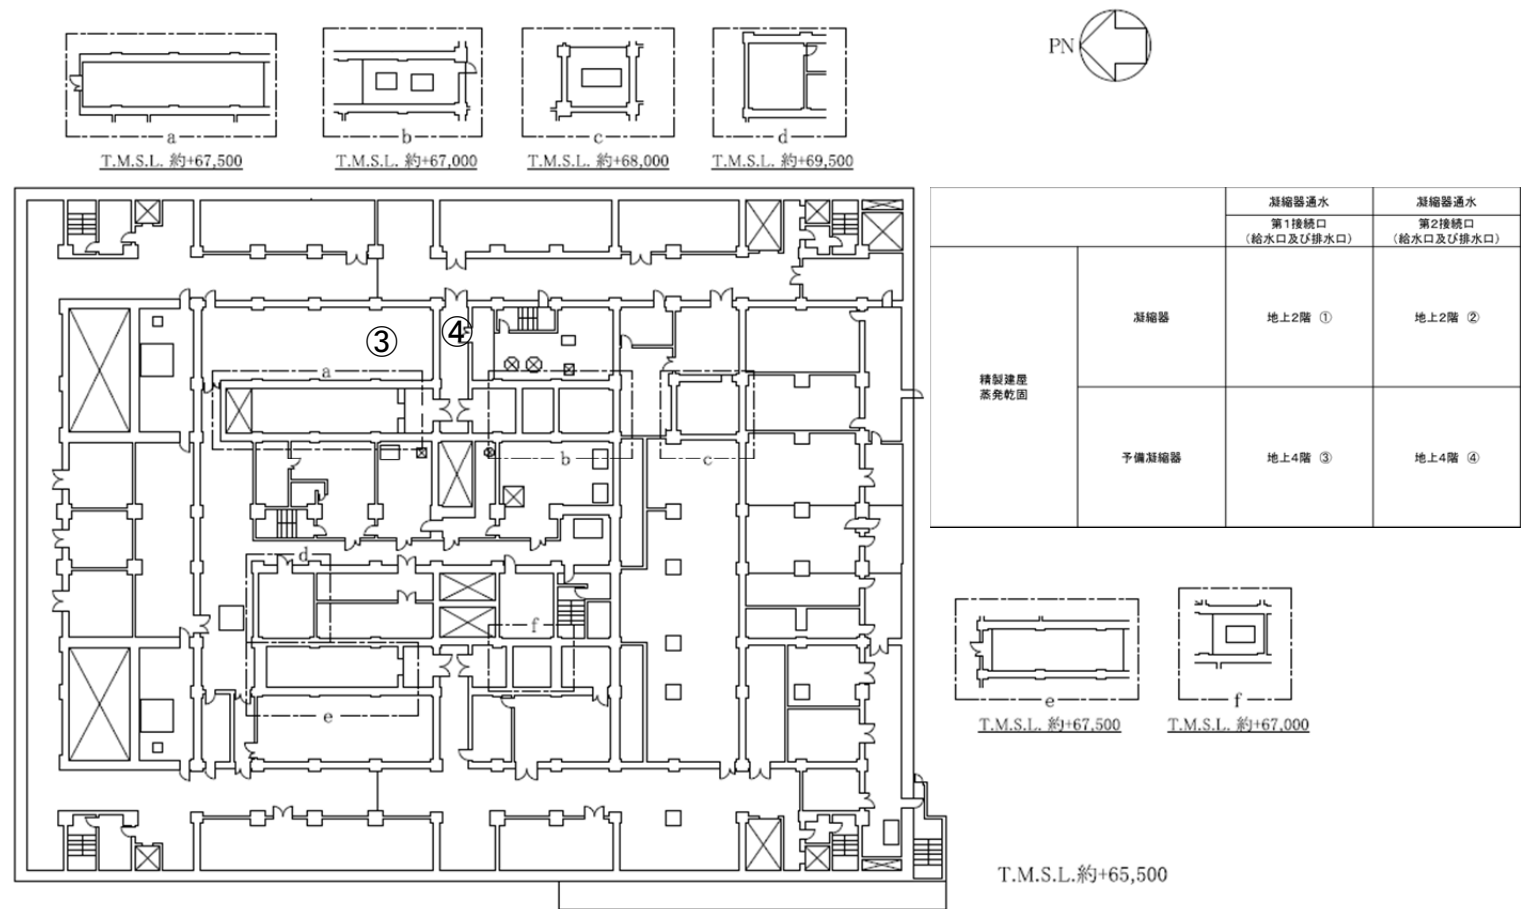 PN
a
T.M.S.L. 約+67,500
b
T.M.S.L. 約+67,000
c
T.M.S.L. 約+68,000
d
T.M.S.L. 約+69,500
凝縮器通水
凝縮器通水
第1接続口
(給水口及び排水口)
第2接続口
(給水口及び排水口)
精製建屋
蒸発乾固
凝縮器
地上2階 ①
地上2階 ②
予備凝縮器
地上4階 ③
地上4階 ④
③
④
a
b
c
d
f
e
e
T.M.S.L. 約+67,500
f
T.M.S.L. 約+67,000
T.M.S.L.約+65,500